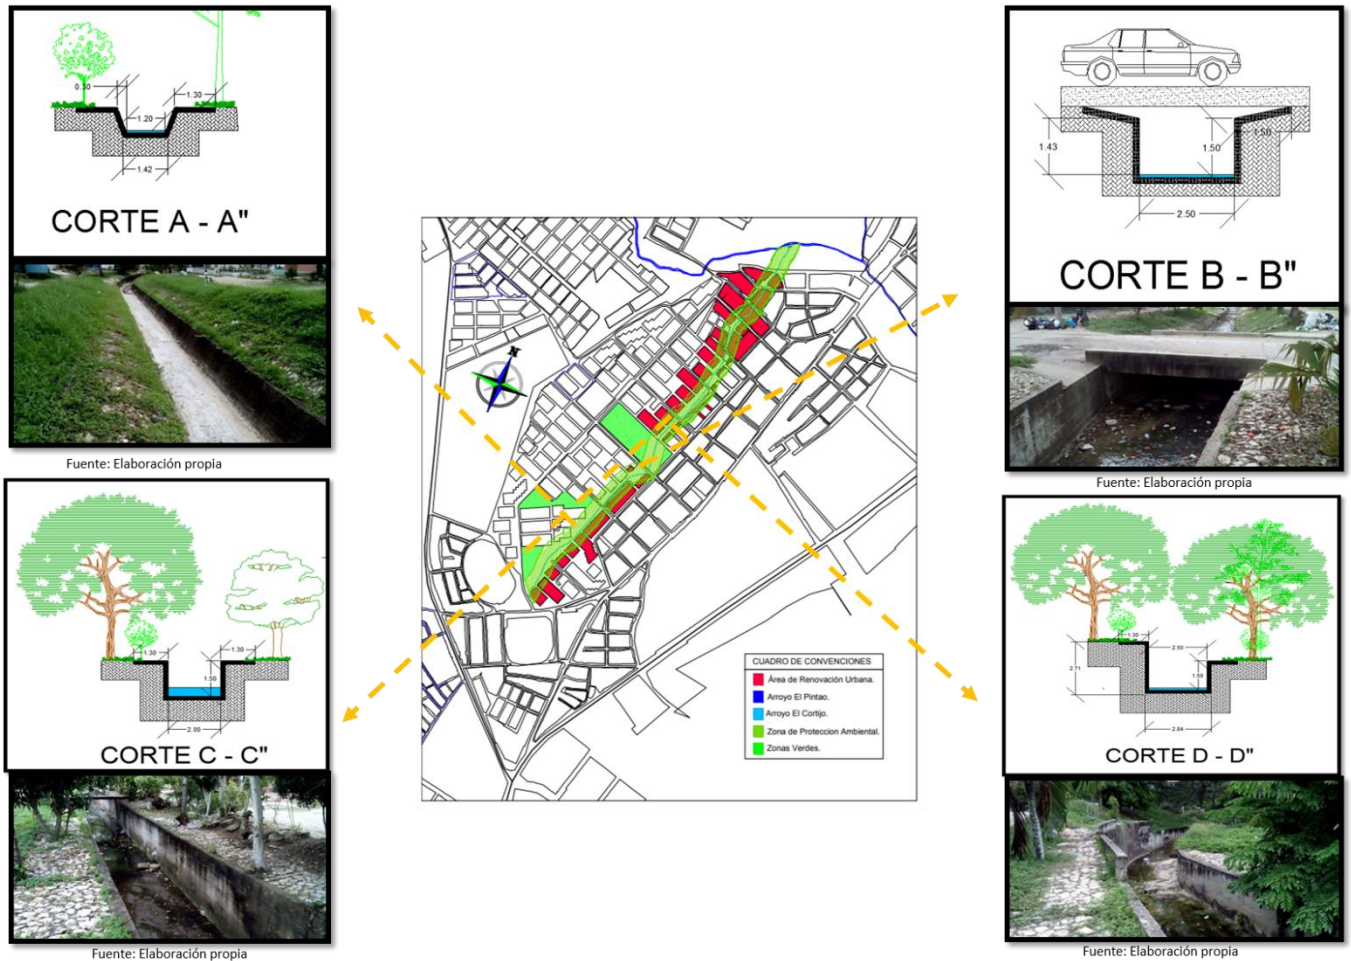 0.30
1.30
1.20
1.42
CORTE A - A"
Fuente: Elaboración propia
1.43
1.50
1.50
2.50
CORTE B - B"
Fuente: Elaboración propia
N
CUADRO DE CONVENCIONES
Área de Renovación Urbana.
Arroyo El Pintao.
Arroyo El Cortijo.
Zona de Proteccion Ambiental.
Zonas Verdes.
1.30
1.30
1.50
2.00
CORTE C - C"
Fuente: Elaboración propia
1.30
2.50
2.71
1.50
2.64
CORTE D - D"
Fuente: Elaboración propia